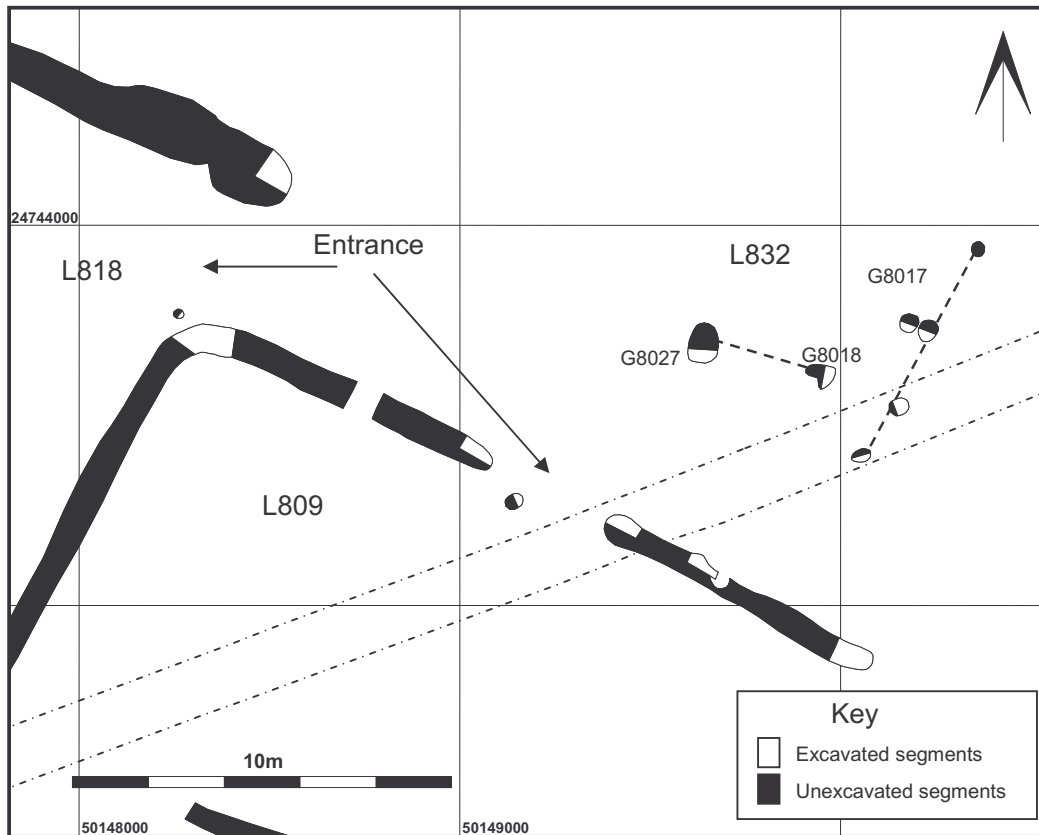 24744000
Entrance
L818
L832
G8017
G8027
G8018
L809
10m
Key
Excavated segments
Unexcavated segments
50148000
50149000